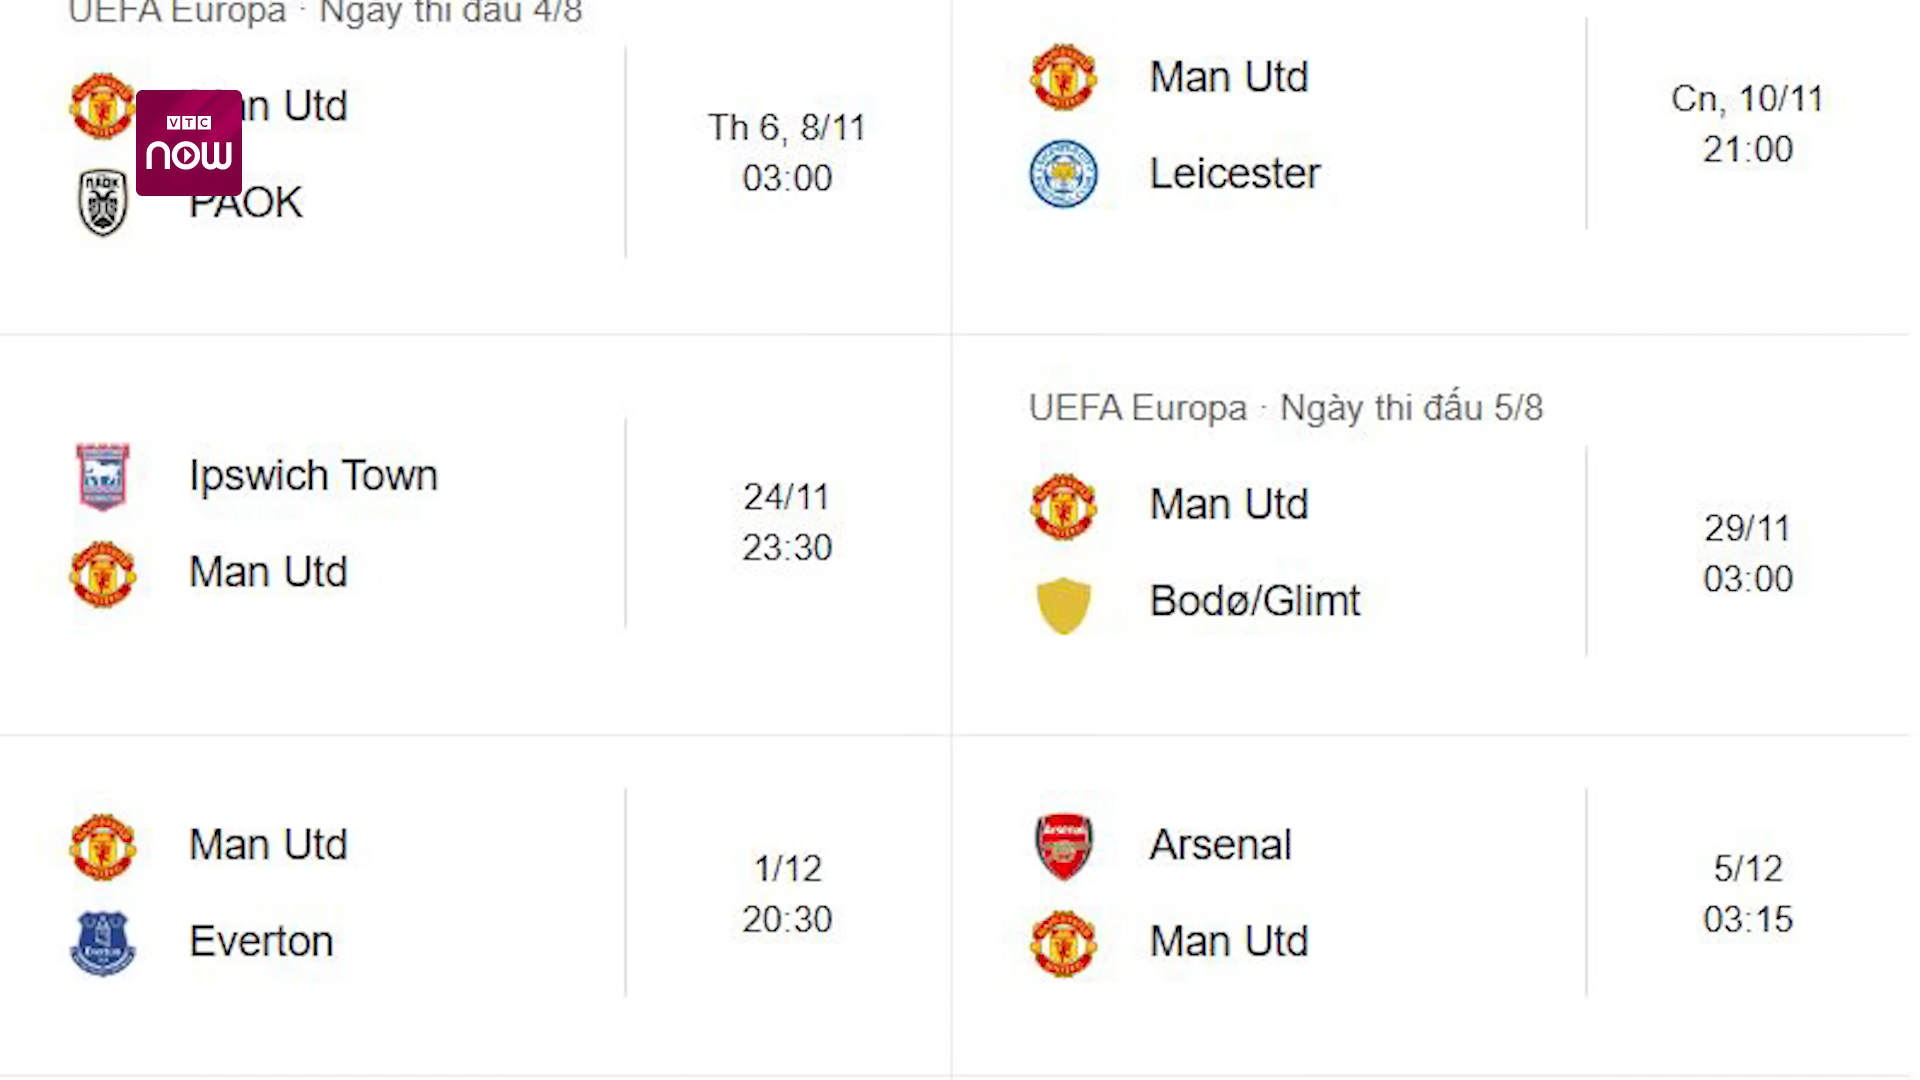 UEFA Europa · Ngày thi đấu 4/8
Man Utd
PAOK
Th 6, 8/11
03:00
VTC
now
Man Utd
Leicester
Cn, 10/11
21:00
Ipswich Town
Man Utd
24/11
23:30
UEFA Europa · Ngày thi đấu 5/8
Man Utd
Bodø/Glimt
29/11
03:00
Man Utd
Everton
1/12
20:30
Arsenal
Man Utd
5/12
03:15